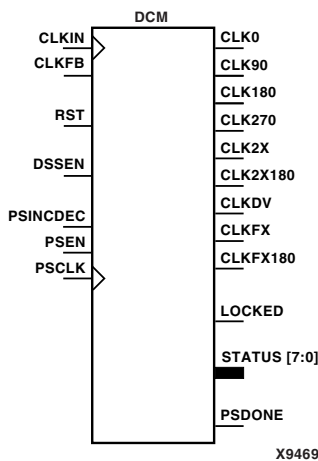 DCM
CLKIN
CLKFB
RST
DSSEN
PSINCDEC
PSEN
PSCLK
CLK0
CLK90
CLK180
CLK270
CLK2X
CLK2X180
CLKDV
CLKFX
CLKFX180
LOCKED
STATUS [7:0]
PSDONE
X9469